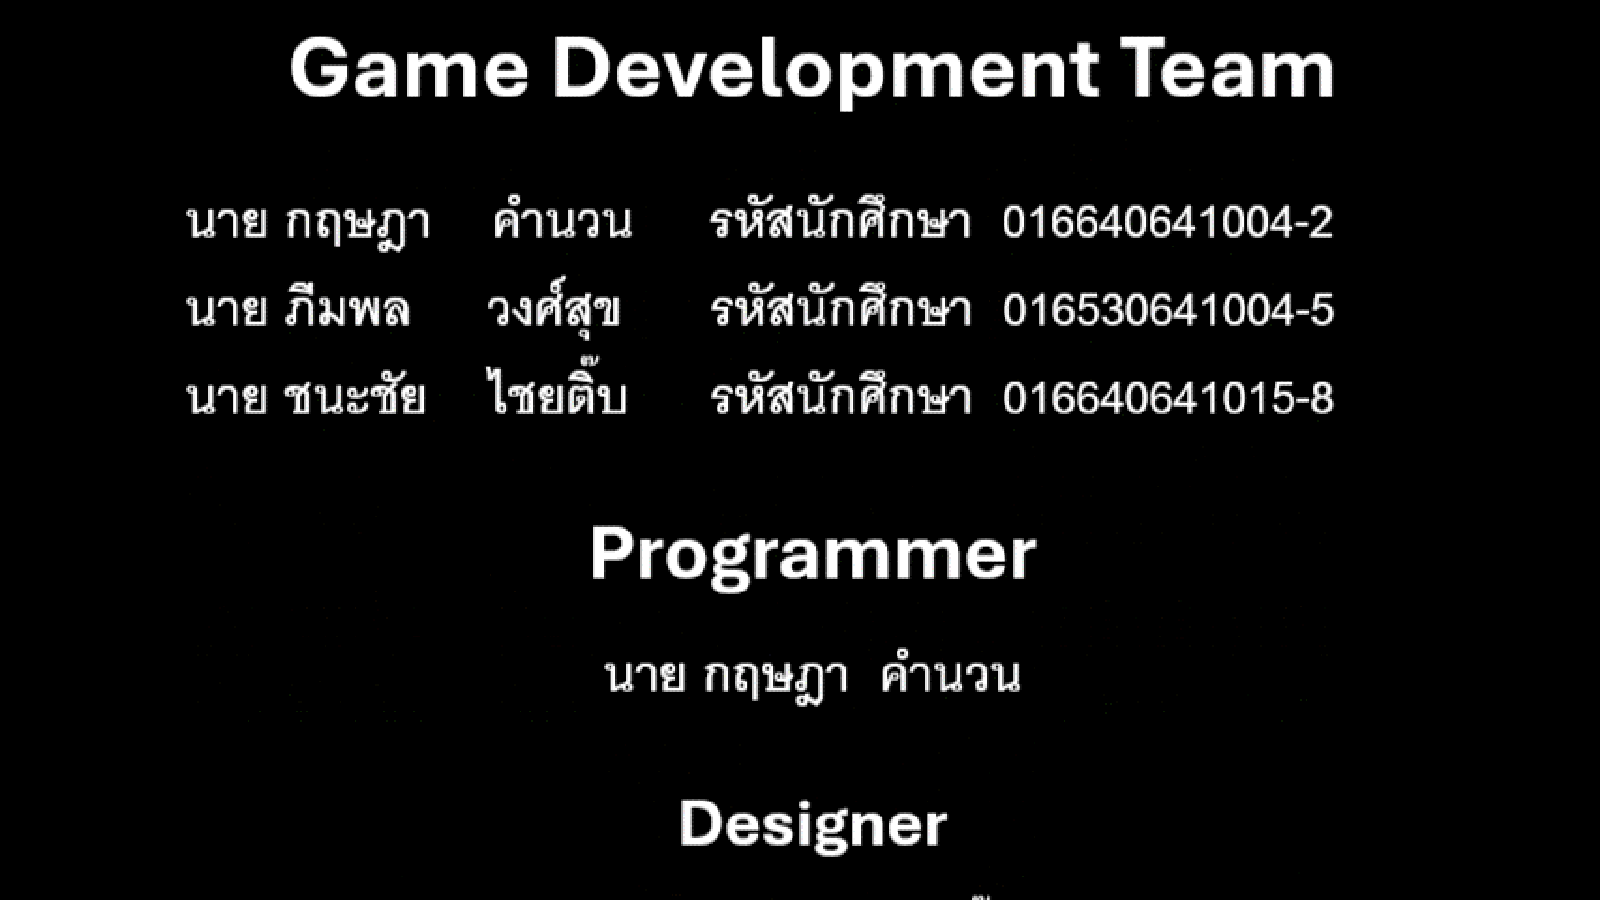 Game Development Team
นาย กฤษฎา คำนวน รหัสนักศึกษา 016640641004-2
นาย ภีมพล วงศ์สุข รหัสนักศึกษา 016530641004-5
นาย ชนะชัย ไชยติ๊บ รหัสนักศึกษา 016640641015-8
Programmer
นาย กฤษฎา คำนวน
Designer